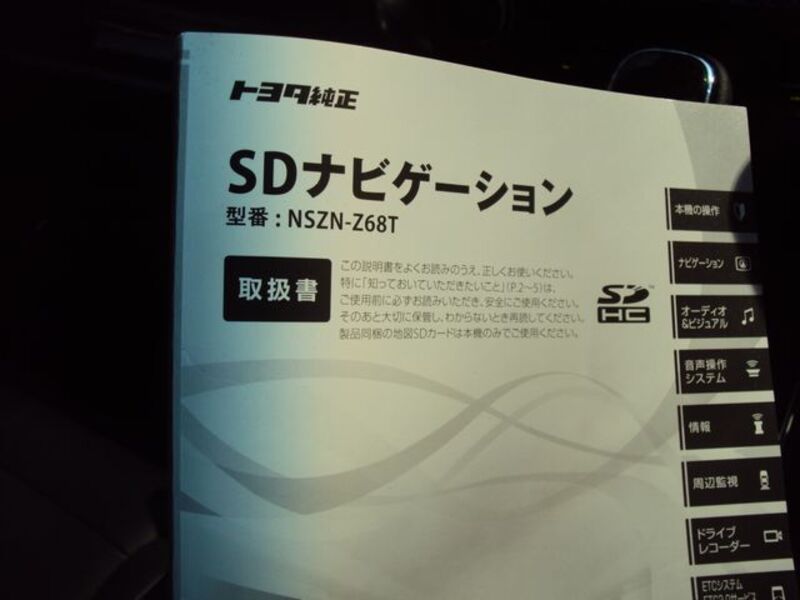 トヨタ純正
SDナビゲーション
型番:NSZN-Z68T
取扱書
この説明書をよくお読みのうえ、正しくお使いください。
特に「知っておいていただきたいこと」(P.2〜5)は、
ご使用前に必ずお読みいただき、安全にご使用ください。
そのあと大切に保管し、わからないとき再読してください。
製品同梱の地図SDカードは本機のみでご使用ください。
SD
HC
本機の操作
ナビゲーション
オーディオ
&ビジュアル
音声操作
システム
情報
周辺監視
ドライブ
レコーダー
ETCシステム
ETC2.0サービス